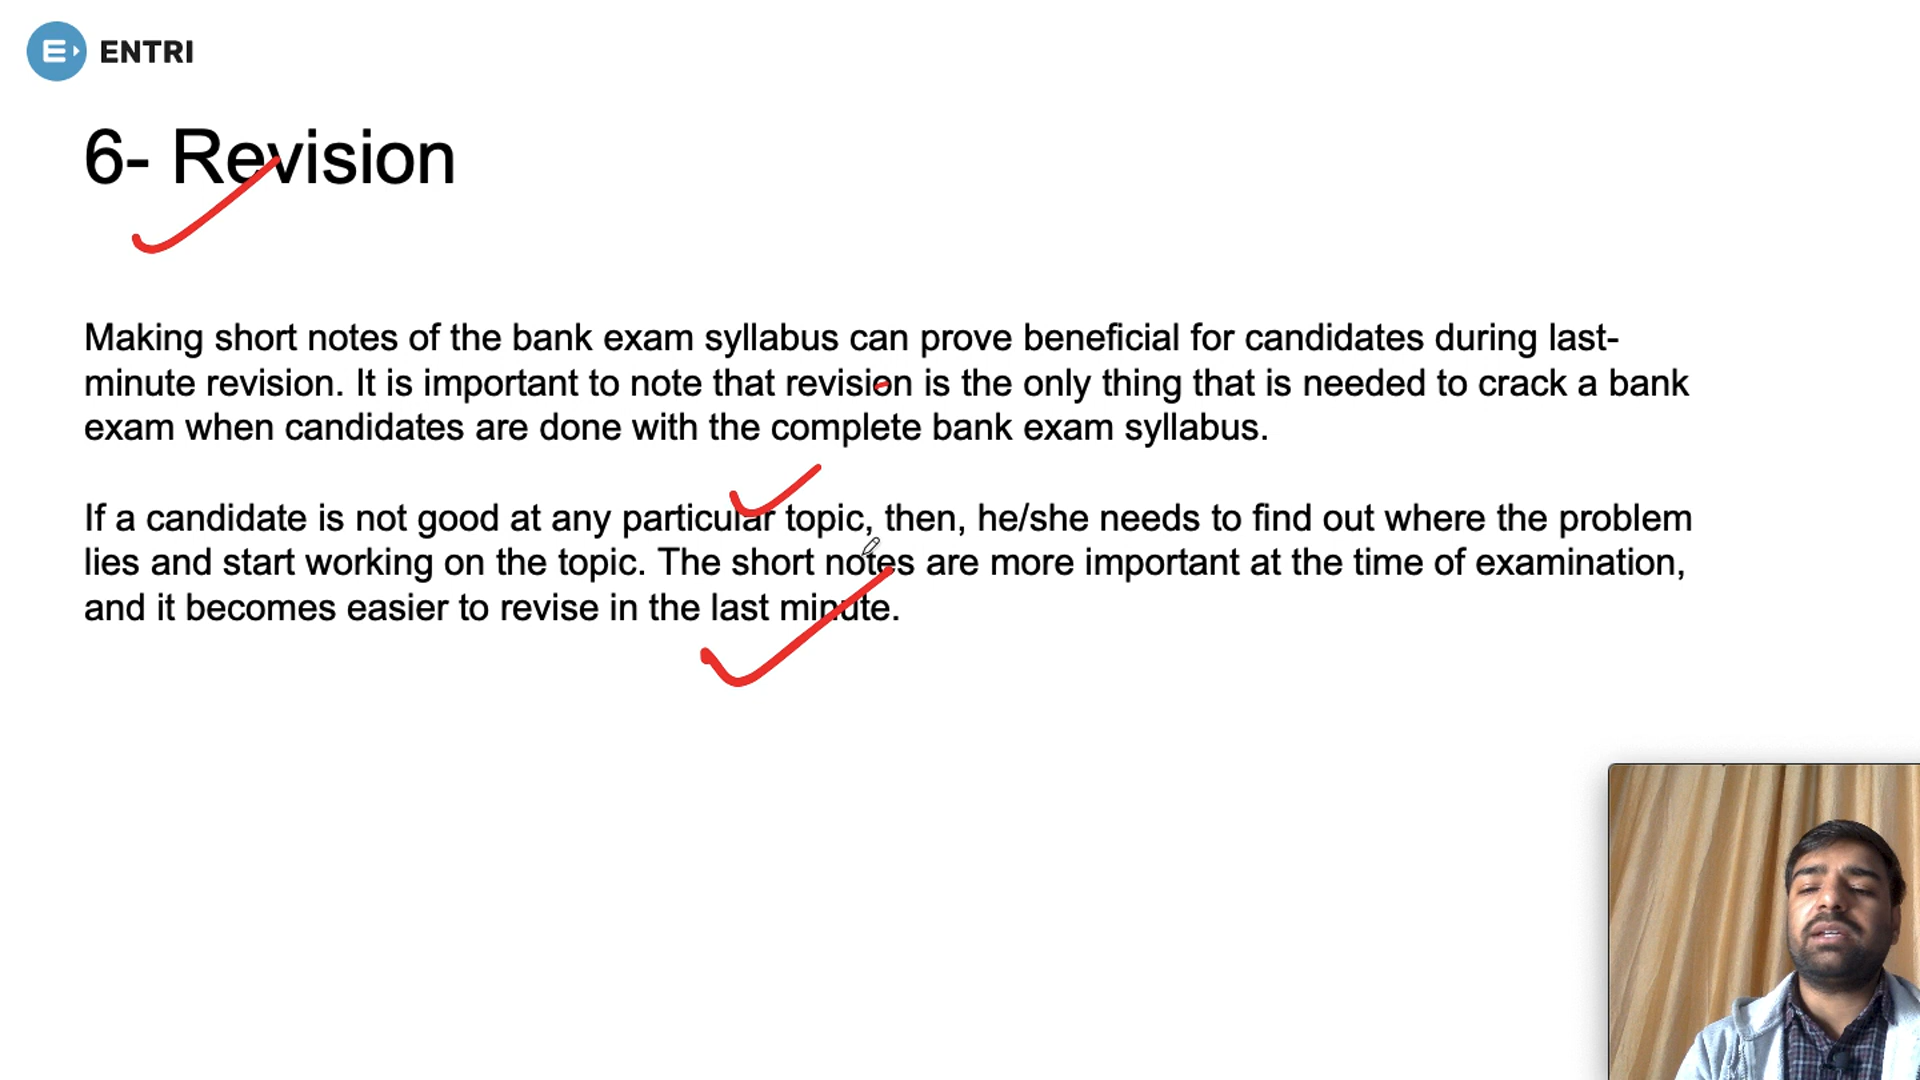 ENTRI
6- Revision
Making short notes of the bank exam syllabus can prove beneficial for candidates during last-
minute revision. It is important to note that revision is the only thing that is needed to crack a bank
exam when candidates are done with the complete bank exam syllabus.
If a candidate is not good at any particular topic, then, he/she needs to find out where the problem
lies and start working on the topic. The short notes are more important at the time of examination,
and it becomes easier to revise in the last minute.